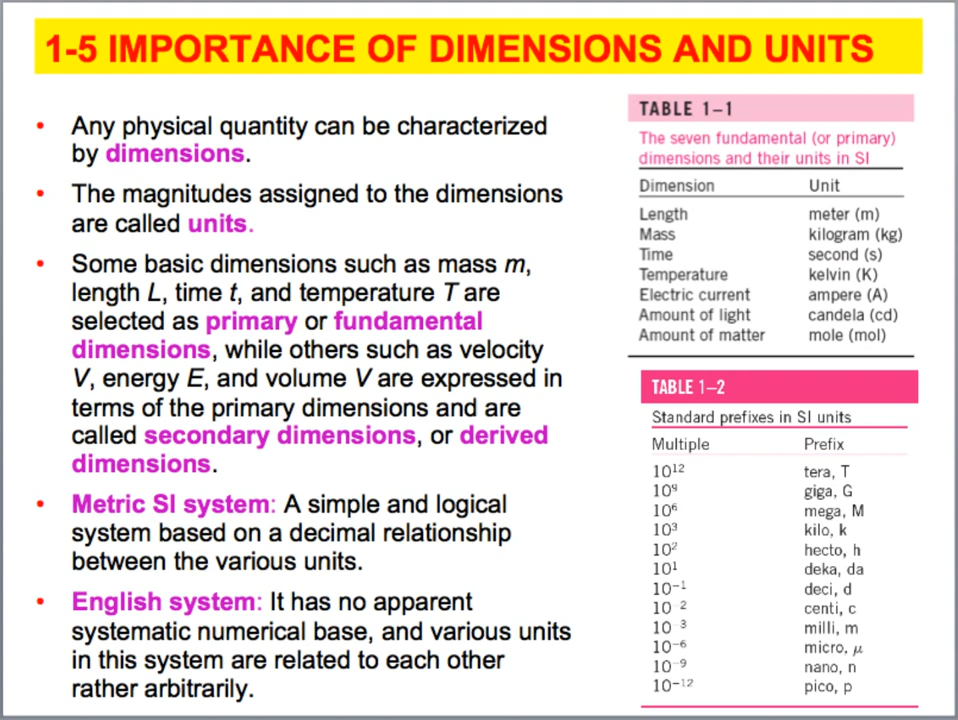 1-5 IMPORTANCE OF DIMENSIONS AND UNITS
• Any physical quantity can be characterized
by dimensions.
• The magnitudes assigned to the dimensions
are called units.
• Some basic dimensions such as mass m,
length L, time t, and temperature T are
selected as primary or fundamental
dimensions, while others such as velocity
V, energy E, and volume V are expressed in
terms of the primary dimensions and are
called secondary dimensions, or derived
dimensions.
• Metric SI system: A simple and logical
system based on a decimal relationship
between the various units.
• English system: It has no apparent
systematic numerical base, and various units
in this system are related to each other
rather arbitrarily.
TABLE 1–1
The seven fundamental (or primary)
dimensions and their units in SI
Dimension Unit
Length meter (m)
Mass kilogram (kg)
Time second (s)
Temperature kelvin (K)
Electric current ampere (A)
Amount of light candela (cd)
Amount of matter mole (mol)
TABLE 1–2
Standard prefixes in SI units
Multiple Prefix
10¹² tera, T
10⁹ giga, G
10⁶ mega, M
10³ kilo, k
10² hecto, h
10¹ deka, da
10⁻¹ deci, d
10⁻² centi, c
10⁻³ milli, m
10⁻⁶ micro, μ
10⁻⁹ nano, n
10⁻¹² pico, p